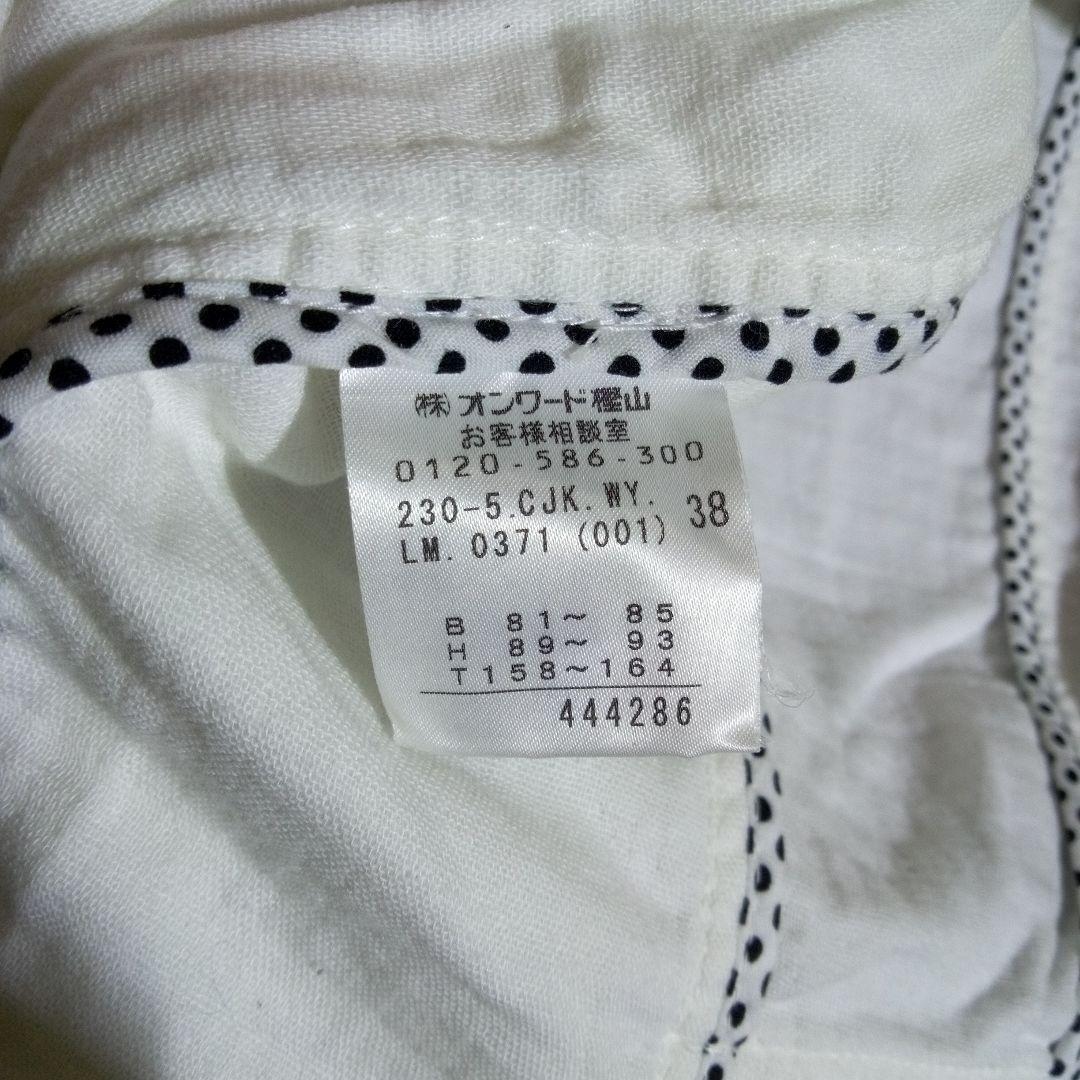 (株)オンワード樫山
お客様相談室
0120-586-300
230-5.CJK.WY. 38
LM. 0371 (001)
B 81～ 85
H 89～ 93
T158～164
444286